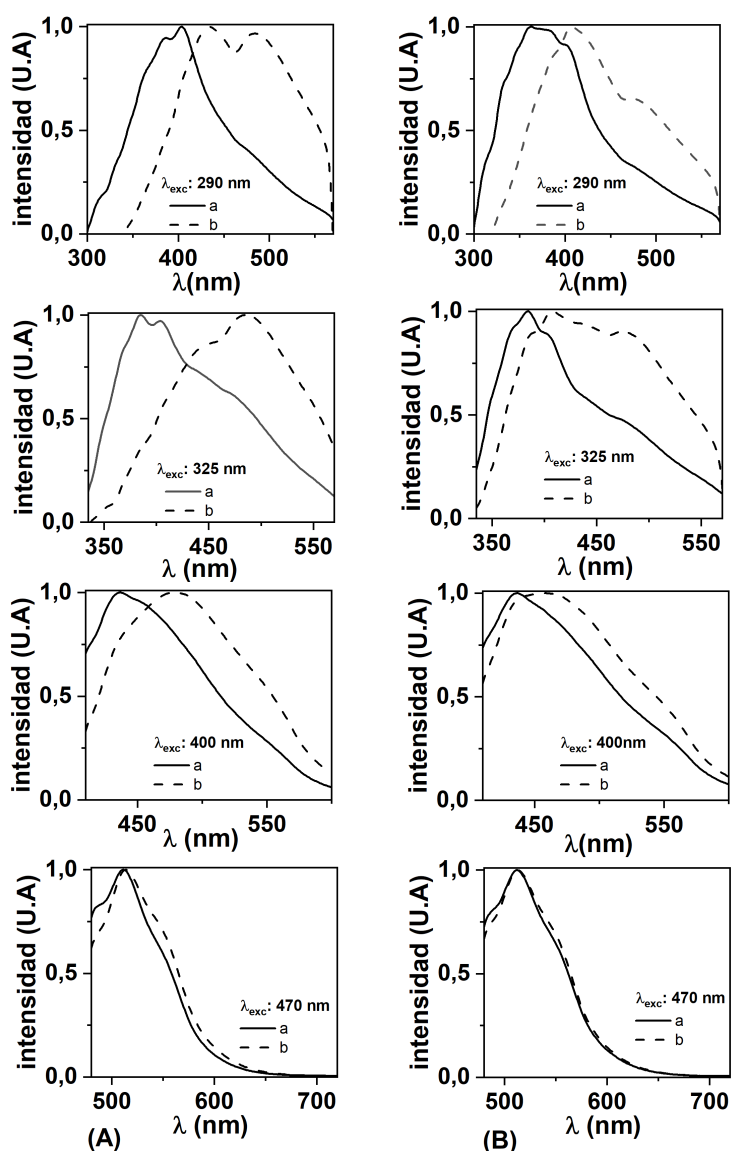 intensidad (U.A)
1,0
0,5
0,0
λexc: 290 nm
a
b
300 400 500
λ(nm)
intensidad (U.A)
1,0
0,5
0,0
λexc: 290 nm
a
b
300 400 500
λ(nm)
intensidad (U.A)
1,0
0,5
0,0
λexc: 325 nm
a
b
350 450 550
λ (nm)
intensidad (U.A)
1,0
0,5
0,0
λexc: 325 nm
a
b
350 450 550
λ (nm)
intensidad (U.A)
1,0
0,5
0,0
λexc: 400 nm
a
b
450 550
λ (nm)
intensidad (U.A)
1,0
0,5
0,0
λexc: 400nm
a
b
450 550
λ(nm)
intensidad (U.A)
1,0
0,5
0,0
λexc: 470 nm
a
b
500 600 700
λ (nm)
(A)
intensidad (U.A)
1,0
0,5
0,0
λexc: 470 nm
a
b
500 600 700
λ (nm)
(B)